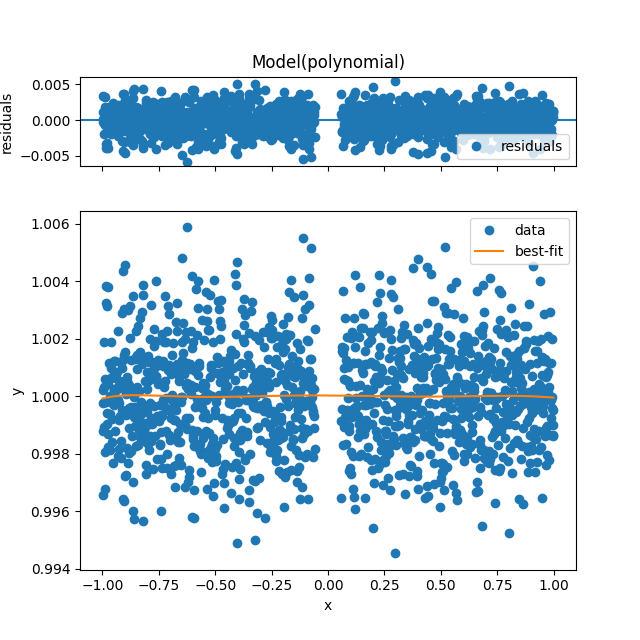 Model(polynomial)
0.005
0.000
−0.005
residuals
residuals
1.006
1.004
1.002
1.000
0.998
0.996
0.994
y
data
best-fit
−1.00 −0.75 −0.50 −0.25 0.00 0.25 0.50 0.75 1.00
x